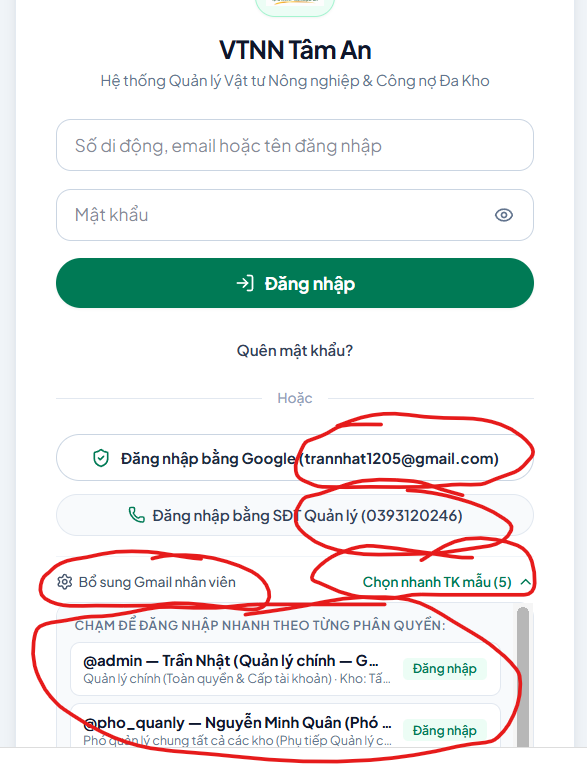 VTNN Tâm An
Hệ thống Quản lý Vật tư Nông nghiệp & Công nợ Đa Kho
Số di động, email hoặc tên đăng nhập
Mật khẩu
Đăng nhập
Quên mật khẩu?
Hoặc
Đăng nhập bằng Google (trannhat1205@gmail.com)
Đăng nhập bằng SĐT Quản lý (0393120246)
Bổ sung Gmail nhân viên
Chọn nhanh TK mẫu (5)
CHẠM ĐỂ ĐĂNG NHẬP NHANH THEO TỪNG PHÂN QUYỀN:
@admin — Trần Nhật (Quản lý chính — G...
Đăng nhập
Quản lý chính (Toàn quyền & Cấp tài khoản) · Kho: Tấ...
@pho_quanly — Nguyễn Minh Quân (Phó ...
Đăng nhập
Phó quản lý chung tất cả các kho (Phụ tiếp Quản lý c...